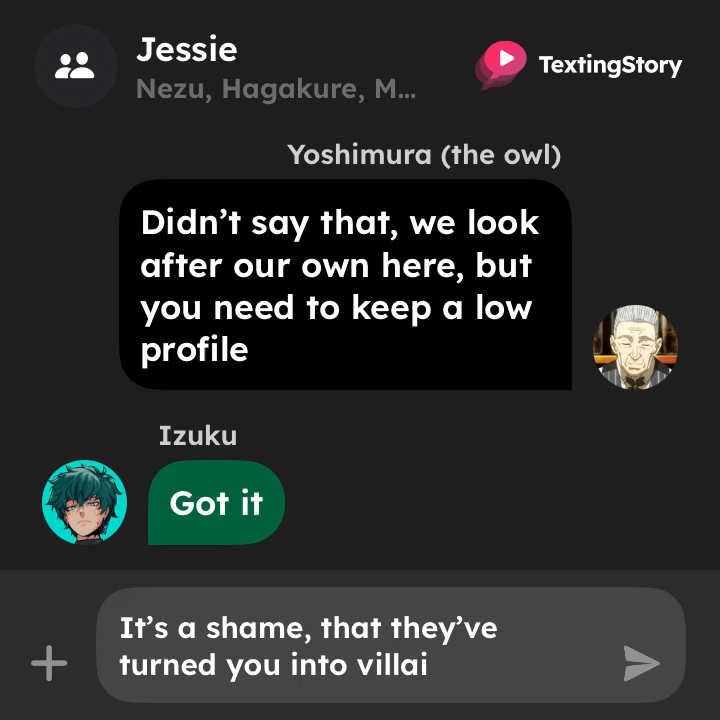 Jessie
Nezu, Hagakure, M...
TextingStory
Yoshimura (the owl)
Didn’t say that, we look
after our own here, but
you need to keep a low
profile
Izuku
Got it
It’s a shame, that they’ve
turned you into villai